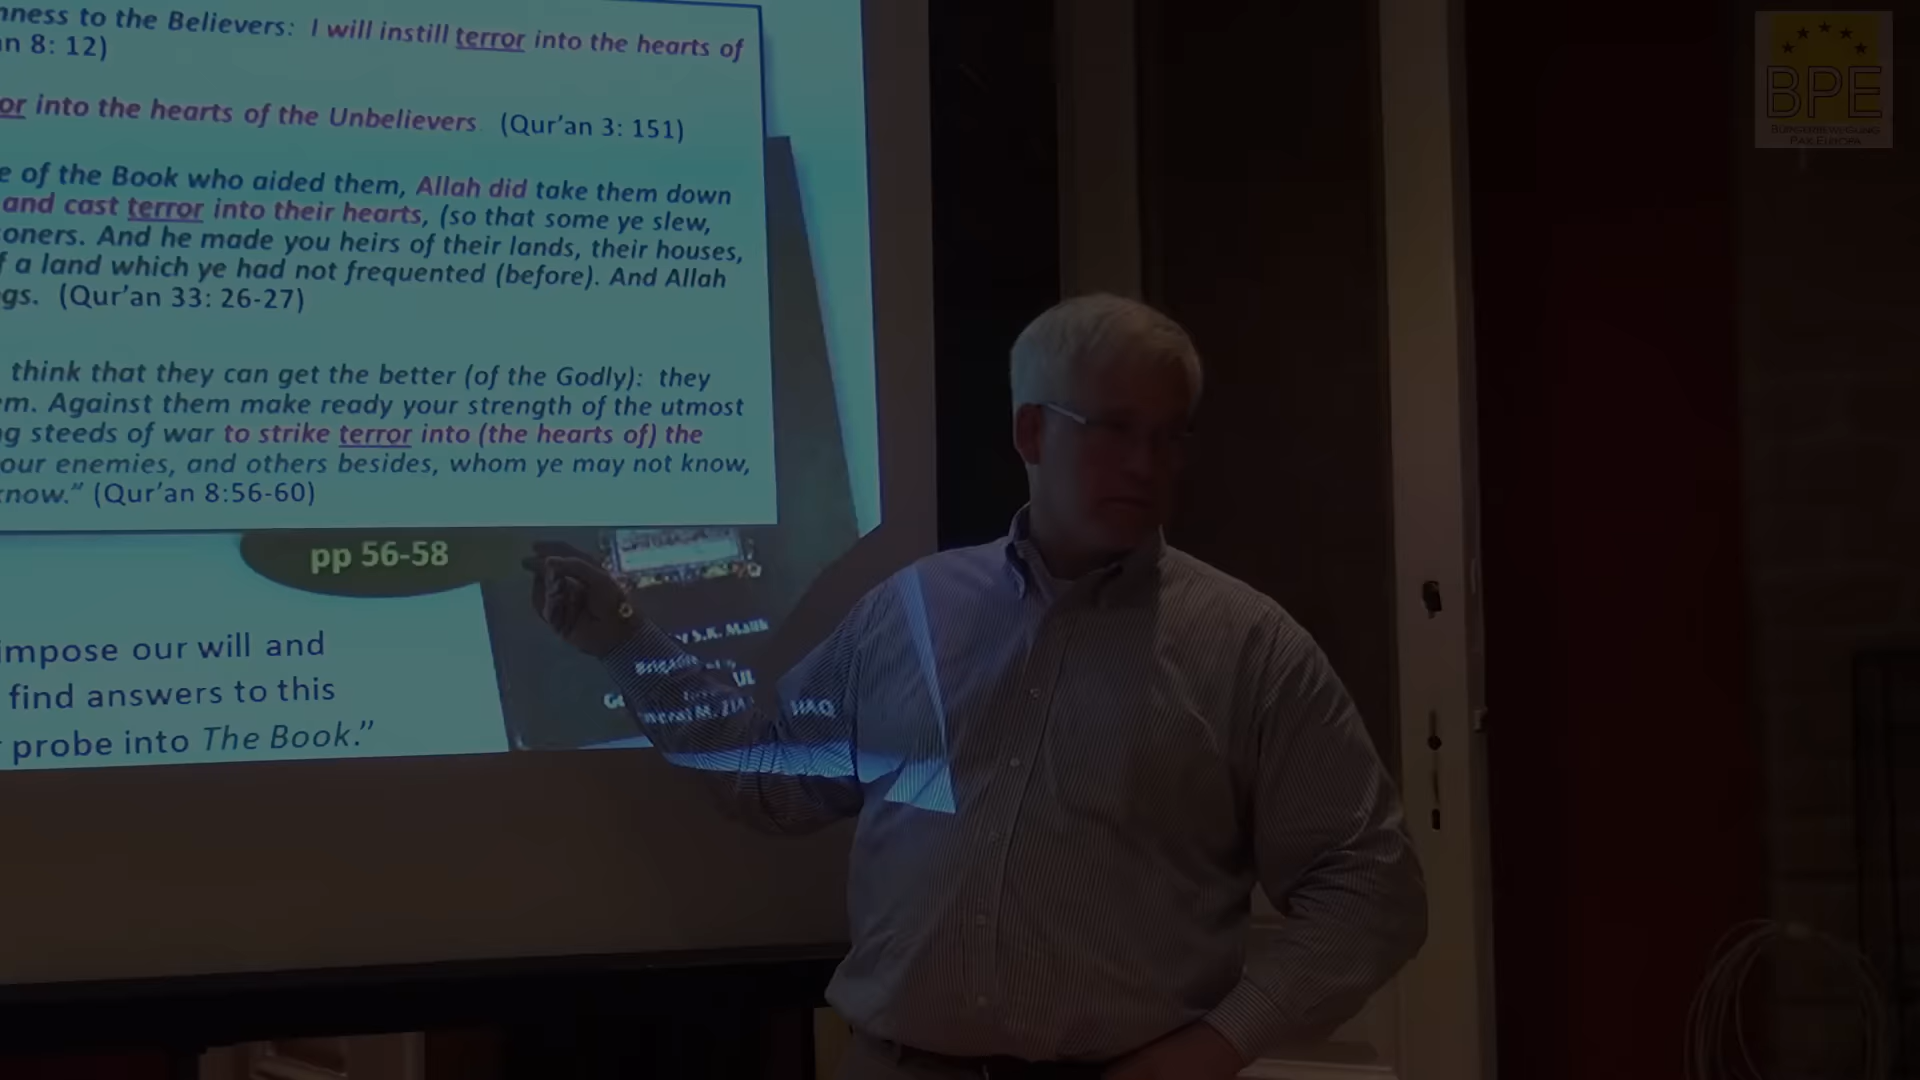 nness to the Believers: I will instill terror into the hearts of
n 8: 12)
or into the hearts of the Unbelievers. (Qur'an 3: 151)
e of the Book who aided them, Allah did take them down
and cast terror into their hearts, (so that some ye slew,
oners. And he made you heirs of their lands, their houses,
f a land which ye had not frequented (before). And Allah
gs. (Qur'an 33: 26-27)
think that they can get the better (of the Godly): they
em. Against them make ready your strength of the utmost
g steeds of war to strike terror into (the hearts of) the
our enemies, and others besides, whom ye may not know,
know." (Qur'an 8:56-60)
pp 56-58
impose our will and
find answers to this
probe into The Book."
S.K. Malik
HAQ
BPE
BÜRGERBEWEGUNG
PAX EUROPA